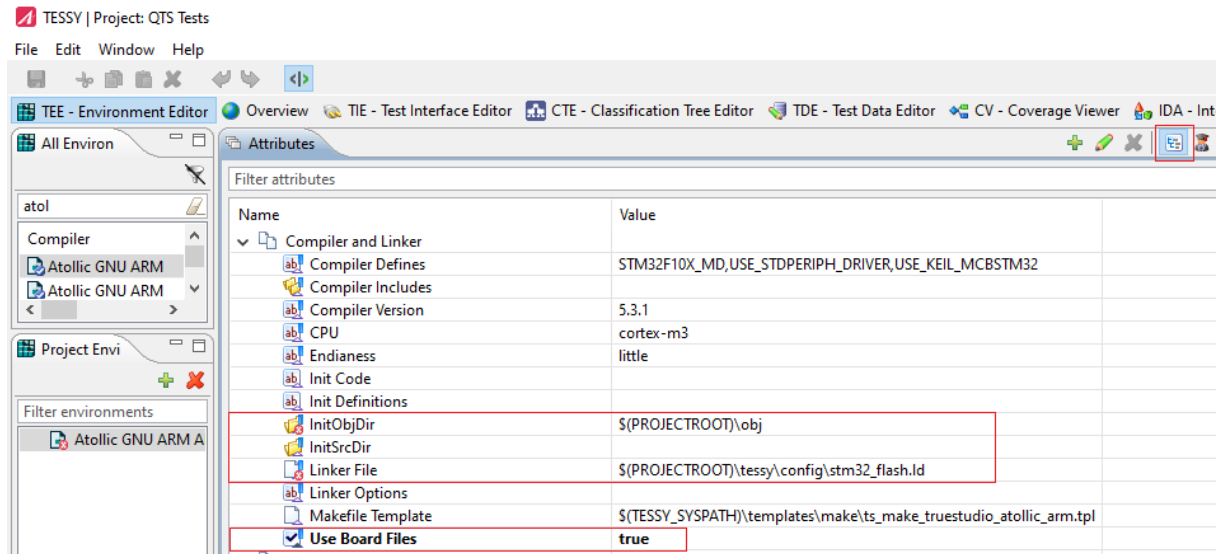 TESSY | Project: QTS Tests
File Edit Window Help
TEE - Environment Editor Overview TIE - Test Interface Editor CTE - Classification Tree Editor TDE - Test Data Editor CV - Coverage Viewer IDA - Int
All Environ
Attributes
Filter attributes
atol
Name Value
Compiler
Compiler and Linker
Atollic GNU ARM
Compiler Defines STM32F10X_MD,USE_STDPERIPH_DRIVER,USE_KEIL_MCBSTM32
Atollic GNU ARM
Compiler Includes
Compiler Version 5.3.1
CPU cortex-m3
Project Envi
Endianess little
Init Code
Init Definitions
Filter environments
InitObjDir $(PROJECTROOT)\obj
Atollic GNU ARM A
InitSrcDir
Linker File $(PROJECTROOT)\tessy\config\stm32_flash.ld
Linker Options
Makefile Template $(TESSY_SYSPATH)\templates\make\ts_make_truestudio_atollic_arm.tpl
Use Board Files true